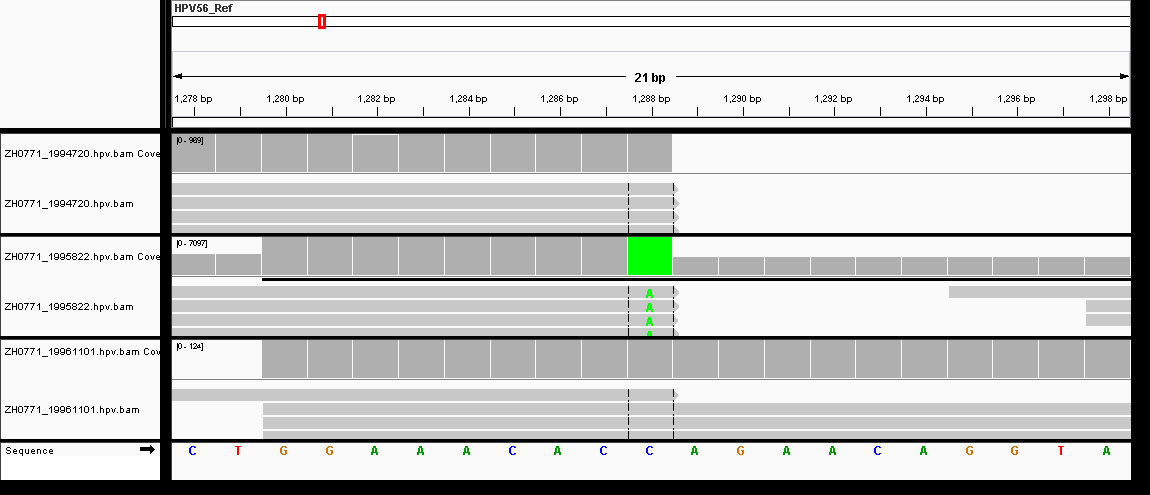 HPV56_Ref
21 bp
1,278 bp 1,280 bp 1,282 bp 1,284 bp 1,286 bp 1,288 bp 1,290 bp 1,292 bp 1,294 bp 1,296 bp 1,298 bp
[0 - 969]
ZH0771_1994720.hpv.bam Cove
ZH0771_1994720.hpv.bam
[0 - 7097]
ZH0771_1995822.hpv.bam Cove
A
ZH0771_1995822.hpv.bam A
A
A
[0 - 124]
ZH0771_19961101.hpv.bam Cov
ZH0771_19961101.hpv.bam
Sequence C T G G A A A C A C C A G A A C A G G T A